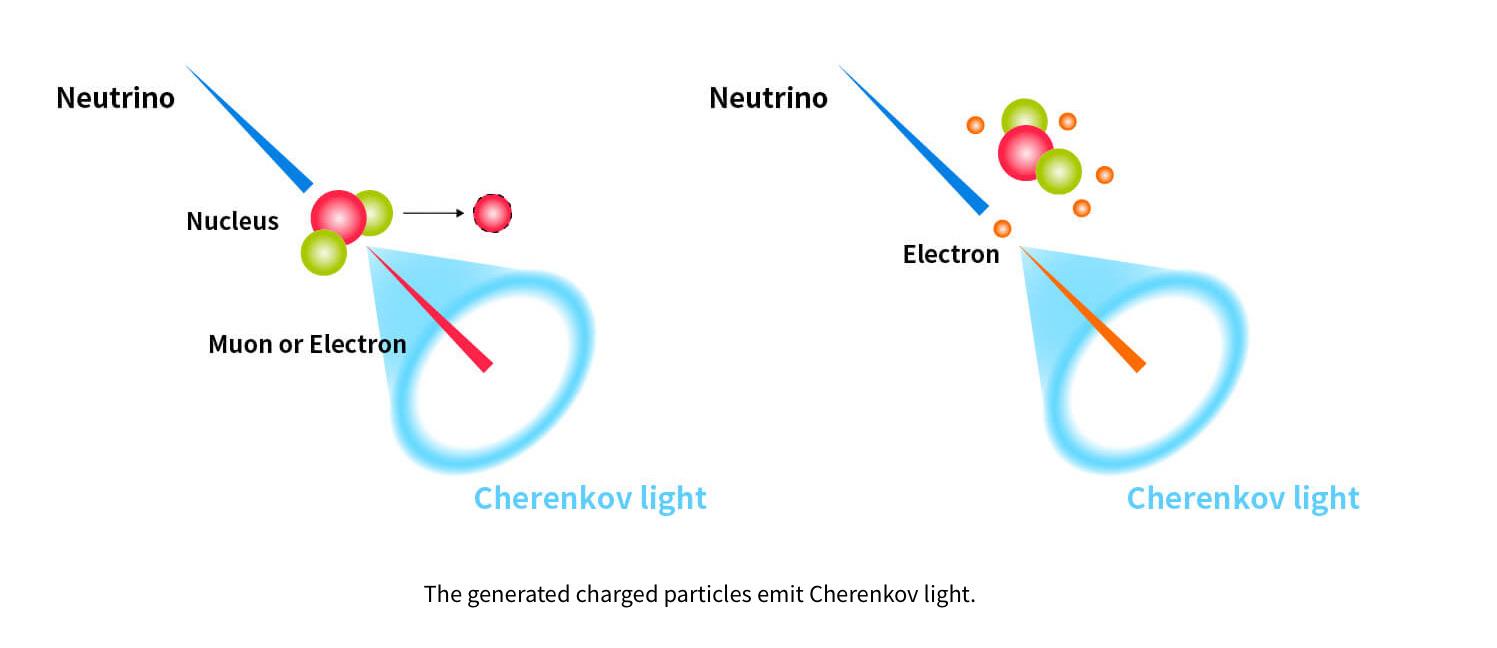 Neutrino
Nucleus
Muon or Electron
Cherenkov light
Neutrino
Electron
Cherenkov light
The generated charged particles emit Cherenkov light.